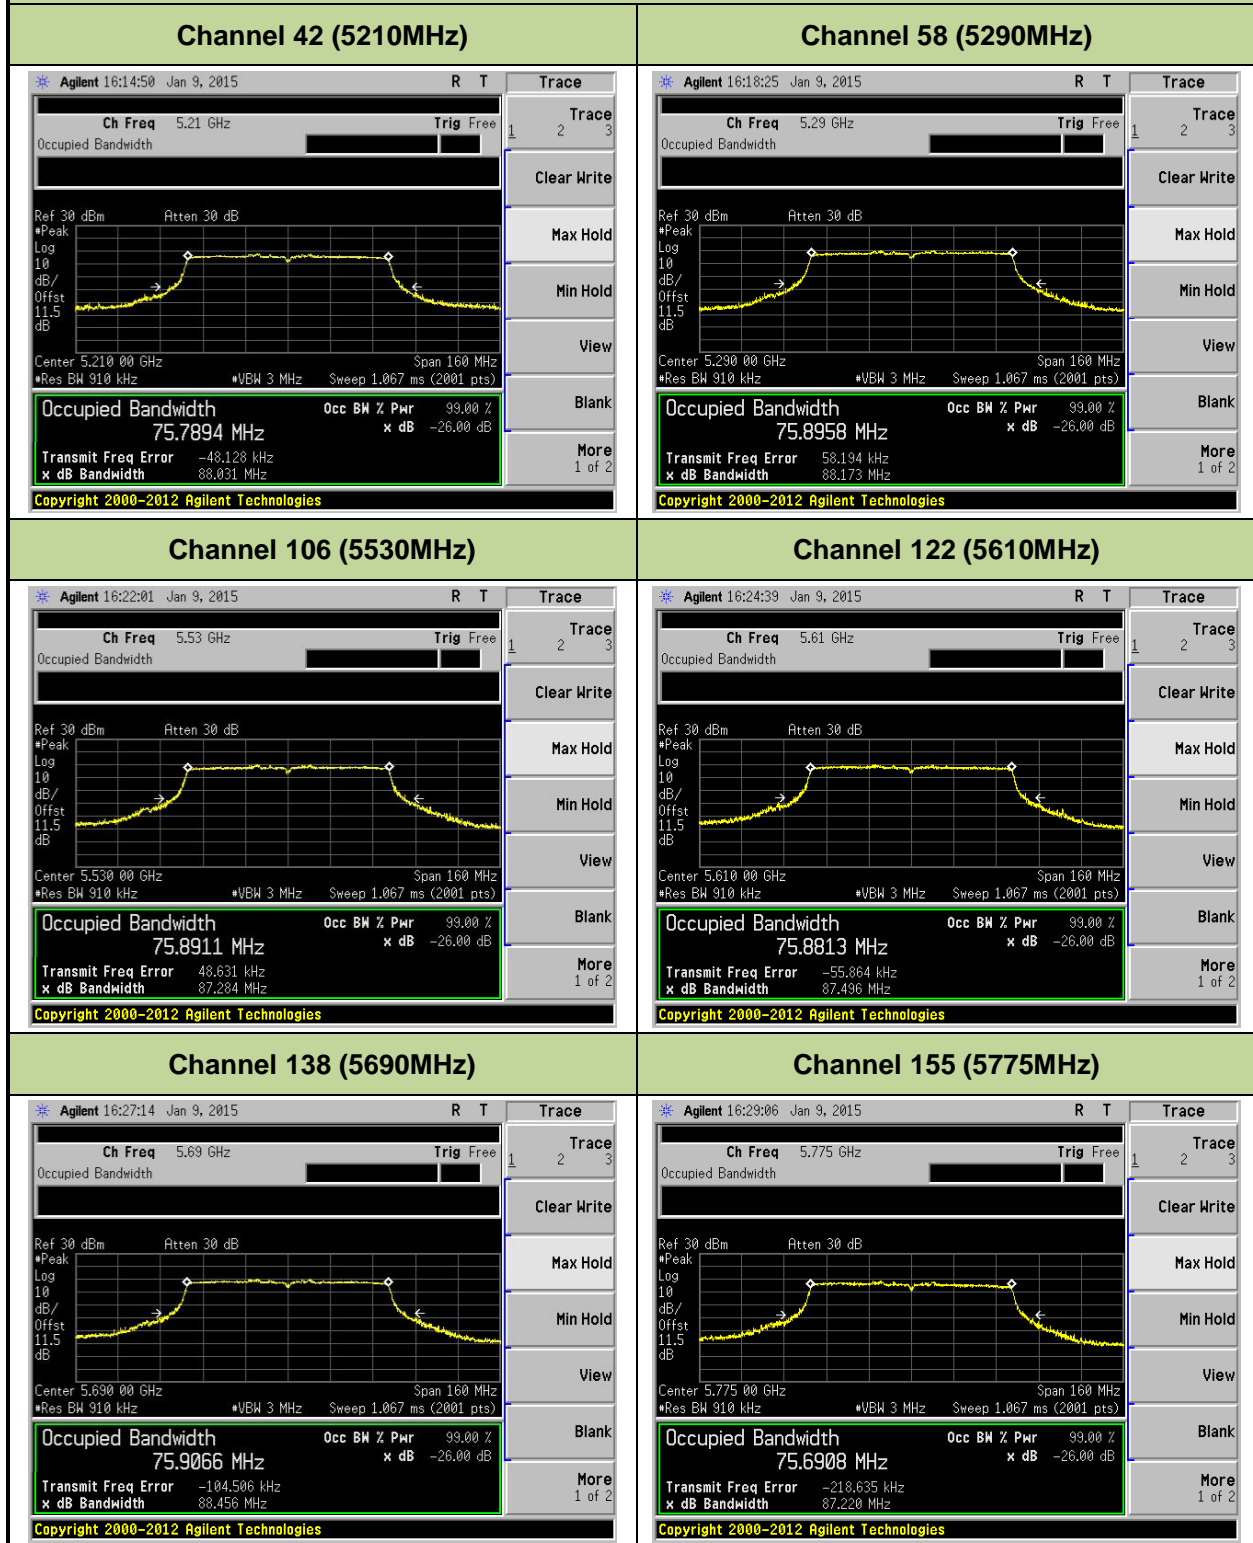 Channel 42 (5210MHz)
Agilent 16:14:50 Jan 9, 2015 R T Trace
Ch Freq 5.21 GHz Trig Free
Occupied Bandwidth
Trace
1 2 3
Clear Write
Max Hold
Min Hold
View
Blank
More
1 of 2
Ref 30 dBm Atten 30 dB
#Peak
Log
10
dB/
Offst
11.5
dB
Center 5.210 00 GHz Span 160 MHz
#Res BW 910 kHz #VBW 3 MHz Sweep 1.067 ms (2001 pts)
Occupied Bandwidth Occ BW % Pwr 99.00 %
75.7894 MHz x dB -26.00 dB
Transmit Freq Error -48.128 kHz
x dB Bandwidth 88.031 MHz
Copyright 2000-2012 Agilent Technologies
Channel 58 (5290MHz)
Agilent 16:18:25 Jan 9, 2015 R T Trace
Ch Freq 5.29 GHz Trig Free
Occupied Bandwidth
Trace
1 2 3
Clear Write
Max Hold
Min Hold
View
Blank
More
1 of 2
Ref 30 dBm Atten 30 dB
#Peak
Log
10
dB/
Offst
11.5
dB
Center 5.290 00 GHz Span 160 MHz
#Res BW 910 kHz #VBW 3 MHz Sweep 1.067 ms (2001 pts)
Occupied Bandwidth Occ BW % Pwr 99.00 %
75.8958 MHz x dB -26.00 dB
Transmit Freq Error 58.194 kHz
x dB Bandwidth 88.173 MHz
Copyright 2000-2012 Agilent Technologies
Channel 106 (5530MHz)
Agilent 16:22:01 Jan 9, 2015 R T Trace
Ch Freq 5.53 GHz Trig Free
Occupied Bandwidth
Trace
1 2 3
Clear Write
Max Hold
Min Hold
View
Blank
More
1 of 2
Ref 30 dBm Atten 30 dB
#Peak
Log
10
dB/
Offst
11.5
dB
Center 5.530 00 GHz Span 160 MHz
#Res BW 910 kHz #VBW 3 MHz Sweep 1.067 ms (2001 pts)
Occupied Bandwidth Occ BW % Pwr 99.00 %
75.8911 MHz x dB -26.00 dB
Transmit Freq Error 48.631 kHz
x dB Bandwidth 87.284 MHz
Copyright 2000-2012 Agilent Technologies
Channel 122 (5610MHz)
Agilent 16:24:39 Jan 9, 2015 R T Trace
Ch Freq 5.61 GHz Trig Free
Occupied Bandwidth
Trace
1 2 3
Clear Write
Max Hold
Min Hold
View
Blank
More
1 of 2
Ref 30 dBm Atten 30 dB
#Peak
Log
10
dB/
Offst
11.5
dB
Center 5.610 00 GHz Span 160 MHz
#Res BW 910 kHz #VBW 3 MHz Sweep 1.067 ms (2001 pts)
Occupied Bandwidth Occ BW % Pwr 99.00 %
75.8813 MHz x dB -26.00 dB
Transmit Freq Error -55.864 kHz
x dB Bandwidth 87.496 MHz
Copyright 2000-2012 Agilent Technologies
Channel 138 (5690MHz)
Agilent 16:27:14 Jan 9, 2015 R T Trace
Ch Freq 5.69 GHz Trig Free
Occupied Bandwidth
Trace
1 2 3
Clear Write
Max Hold
Min Hold
View
Blank
More
1 of 2
Ref 30 dBm Atten 30 dB
#Peak
Log
10
dB/
Offst
11.5
dB
Center 5.690 00 GHz Span 160 MHz
#Res BW 910 kHz #VBW 3 MHz Sweep 1.067 ms (2001 pts)
Occupied Bandwidth Occ BW % Pwr 99.00 %
75.9066 MHz x dB -26.00 dB
Transmit Freq Error -104.506 kHz
x dB Bandwidth 88.456 MHz
Copyright 2000-2012 Agilent Technologies
Channel 155 (5775MHz)
Agilent 16:29:06 Jan 9, 2015 R T Trace
Ch Freq 5.775 GHz Trig Free
Occupied Bandwidth
Trace
1 2 3
Clear Write
Max Hold
Min Hold
View
Blank
More
1 of 2
Ref 30 dBm Atten 30 dB
#Peak
Log
10
dB/
Offst
11.5
dB
Center 5.775 00 GHz Span 160 MHz
#Res BW 910 kHz #VBW 3 MHz Sweep 1.067 ms (2001 pts)
Occupied Bandwidth Occ BW % Pwr 99.00 %
75.6908 MHz x dB -26.00 dB
Transmit Freq Error -218.635 kHz
x dB Bandwidth 87.220 MHz
Copyright 2000-2012 Agilent Technologies